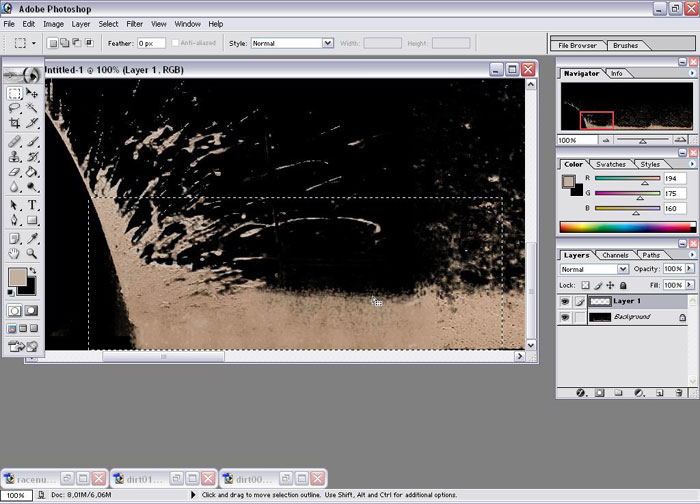 Adobe Photoshop
File Edit Image Layer Select Filter View Window Help
Feather: 0 px Anti-aliased Style: Normal Width: Height: File Browser Brushes
Untitled-1 @ 100% (Layer 1, RGB)
Navigator Info
100%
Color Swatches Styles
R 194
G 175
B 160
Layers Channels Paths
Normal Opacity: 100%
Lock: Fill: 100%
Layer 1
Background
T
racenu... dirt01... dirt00...
100% Doc: 8,01M/6,06M Click and drag to move selection outline. Use Shift, Alt and Ctrl for additional options.